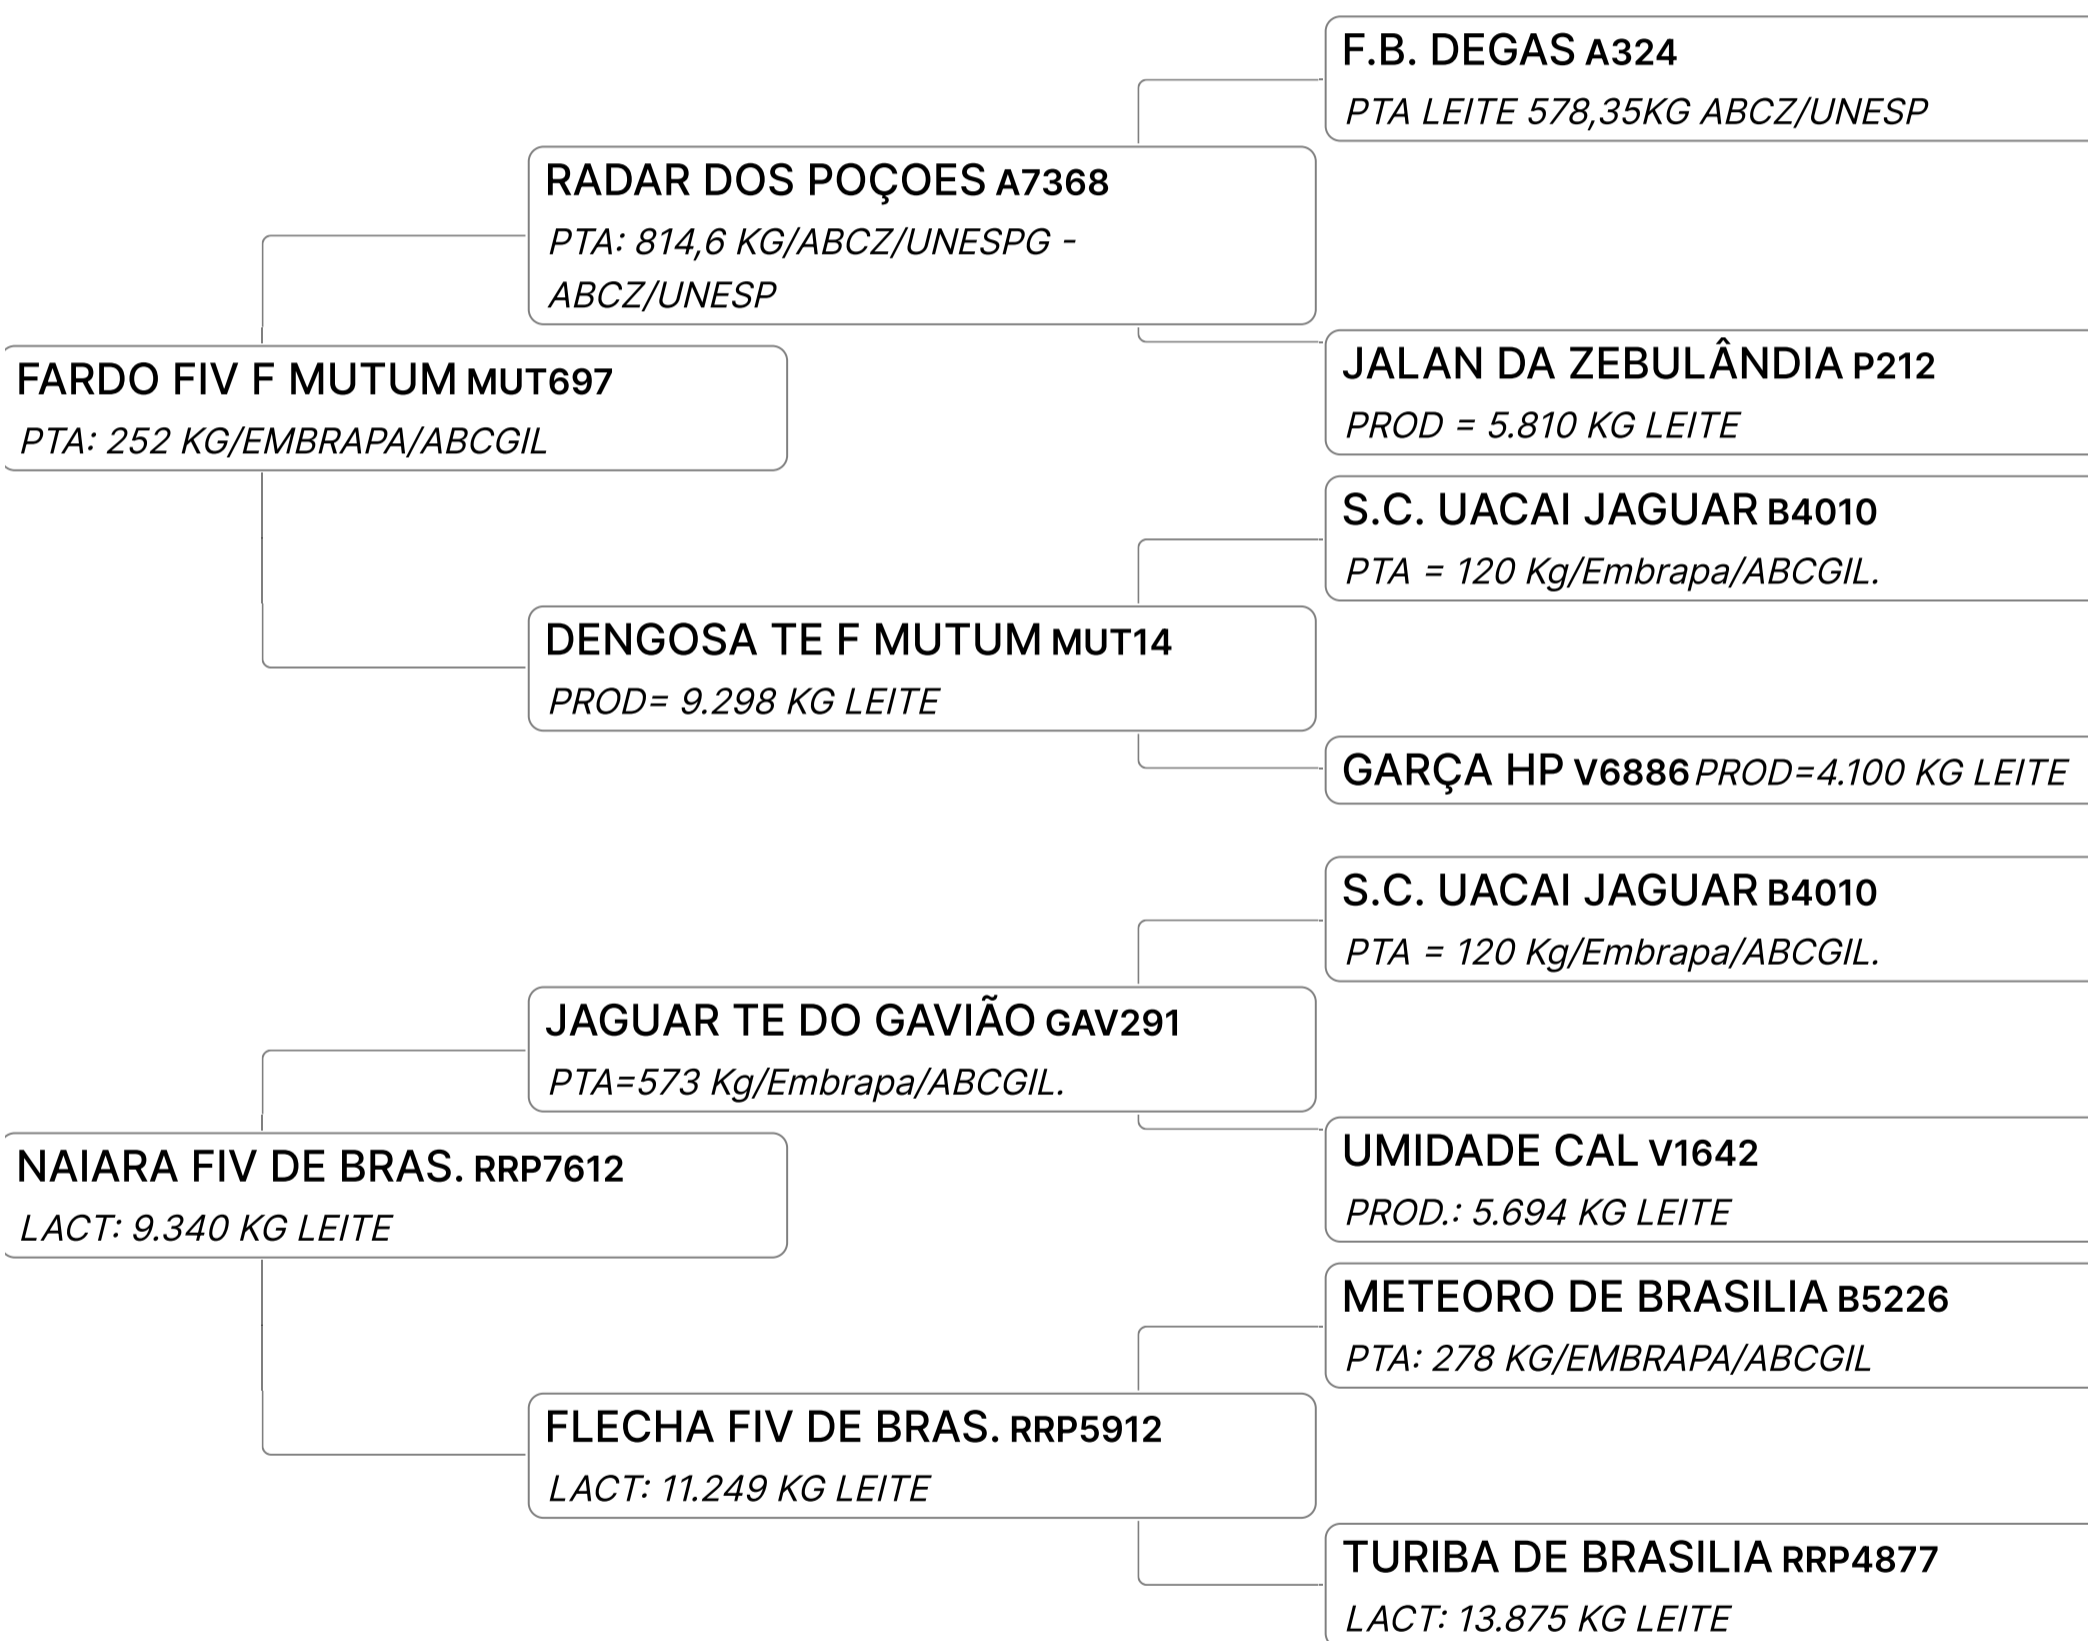 F.B. DEGAS A324
PTA LEITE 578,35KG ABCZ/UNESP
RADAR DOS POÇOES A7368
PTA: 814,6 KG/ABCZ/UNESPG -
ABCZ/UNESP
JALAN DA ZEBULÂNDIA P212
PROD = 5.810 KG LEITE
FARDO FIV F MUTUM MUT697
PTA: 252 KG/EMBRAPA/ABCGIL
S.C. UACAI JAGUAR B4010
PTA = 120 Kg/Embrapa/ABCGIL.
DENGOSA TE F MUTUM MUT14
PROD= 9.298 KG LEITE
GARÇA HP V6886 PROD=4.100 KG LEITE
S.C. UACAI JAGUAR B4010
PTA = 120 Kg/Embrapa/ABCGIL.
JAGUAR TE DO GAVIÃO GAV291
PTA=573 Kg/Embrapa/ABCGIL.
UMIDADE CAL V1642
PROD.: 5.694 KG LEITE
NAIARA FIV DE BRAS. RRP7612
LACT: 9.340 KG LEITE
METEORO DE BRASILIA B5226
PTA: 278 KG/EMBRAPA/ABCGIL
FLECHA FIV DE BRAS. RRP5912
LACT: 11.249 KG LEITE
TURIBA DE BRASILIA RRP4877
LACT: 13.875 KG LEITE